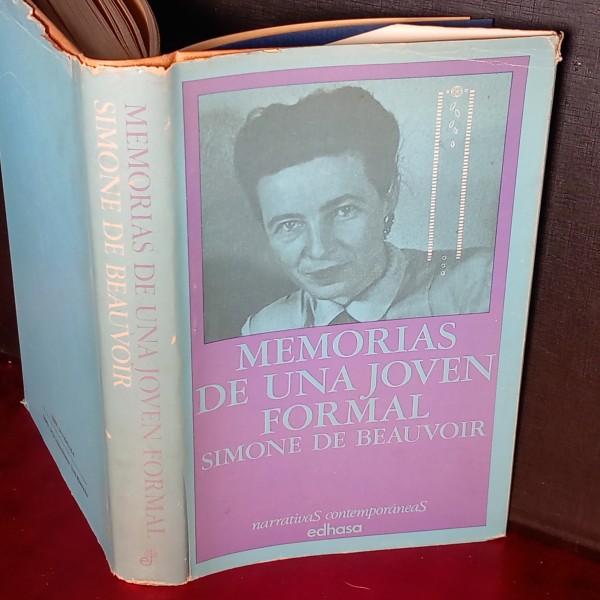 MEMORIAS DE UNA JOVEN FORMAL
SIMONE DE BEAUVOIR
MEMORIAS
DE UNA JOVEN
FORMAL
SIMONE DE BEAUVOIR
narrativaS contemporáneaS
edhasa